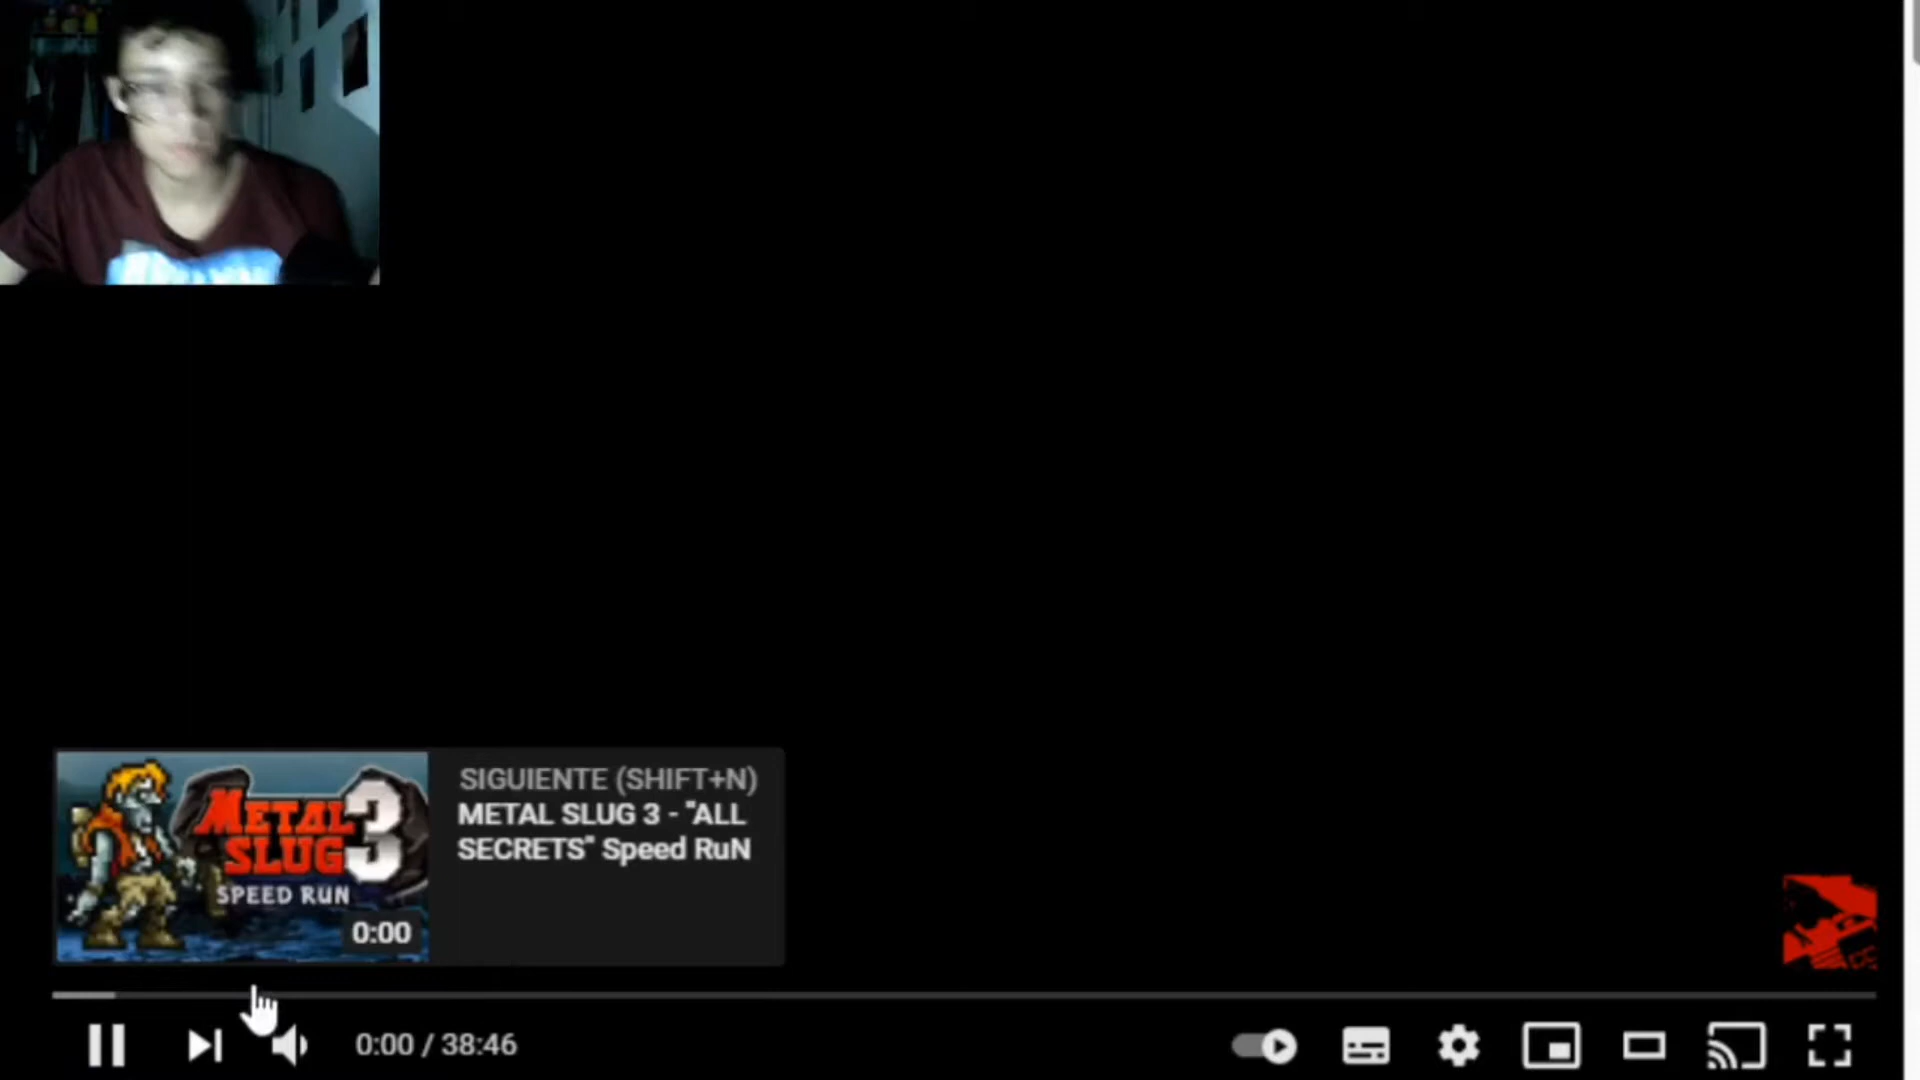 METAL
SLUG 3
SPEED RUN
0:00
SIGUIENTE (SHIFT+N)
METAL SLUG 3 - "ALL
SECRETS" Speed RuN
0:00 / 38:46